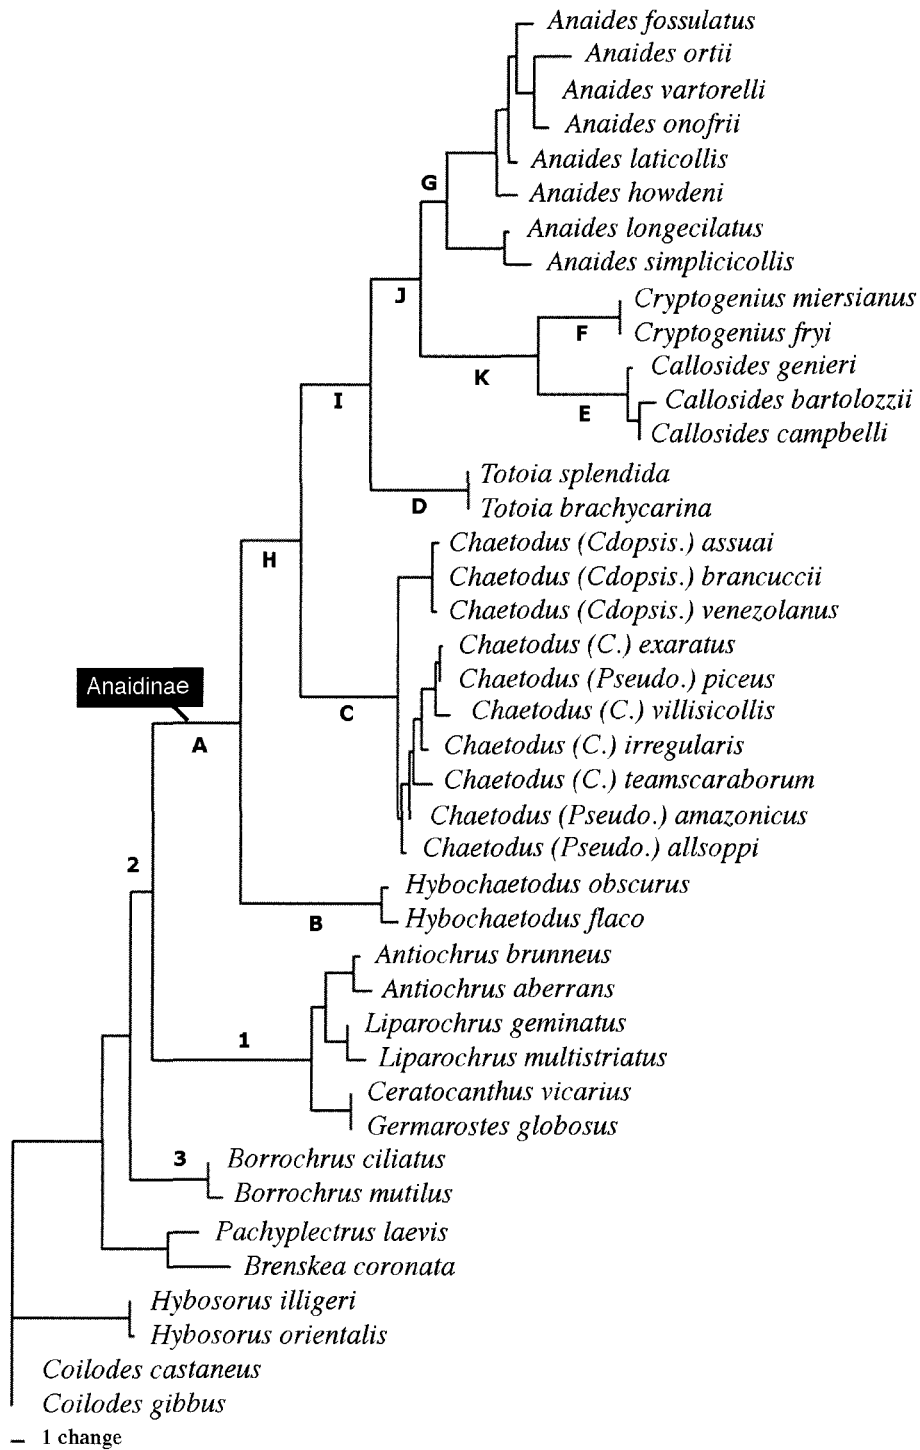 Anaides fossulatus
Anaides ortii
Anaides vartorelli
Anaides onofrii
Anaides laticollis
G
Anaides howdeni
Anaides longecilatus
Anaides simplicicollis
J
Cryptogenius miersianus
F
Cryptogenius fryi
K
Callosides genieri
Callosides bartolozzii
I
E
Callosides campbelli
Totoia splendida
D
Totoia brachycarina
Chaetodus (Cdopsis.) assuai
H
Chaetodus (Cdopsis.) brancuccii
Chaetodus (Cdopsis.) venezolanus
Chaetodus (C.) exaratus
Anaidinae
Chaetodus (Pseudo.) piceus
C
Chaetodus (C.) villisicollis
A
Chaetodus (C.) irregularis
Chaetodus (C.) teamscaraborum
Chaetodus (Pseudo.) amazonicus
Chaetodus (Pseudo.) allsoppi
2
Hybochaetodus obscurus
B
Hybochaetodus flaco
Antiochrus brunneus
Antiochrus aberrans
1
Liparochrus geminatus
Liparochrus multistriatus
Ceratocanthus vicarius
Germarostes globosus
3
Borrochrus ciliatus
Borrochrus mutilus
Pachyplectrus laevis
Brenskea coronata
Hybosorus illigeri
Hybosorus orientalis
Coilodes castaneus
Coilodes gibbus
1 change